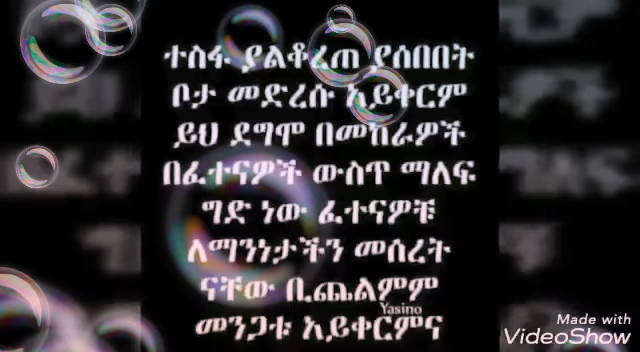 ተስፋ ያልቆረጠ ያሰበበት
ቦታ መድረሱ አይቀርም
ይህ ደግሞ በመከራዎች
በፈተናዎች ውስጥ ማለፍ
ግድ ነው ፈተናዎቹ
ለማንነታችን መሰረት
ናቸው ቢጨልምም
Yasino
መንጋቱ አይቀርምና
Made with
VideoShow